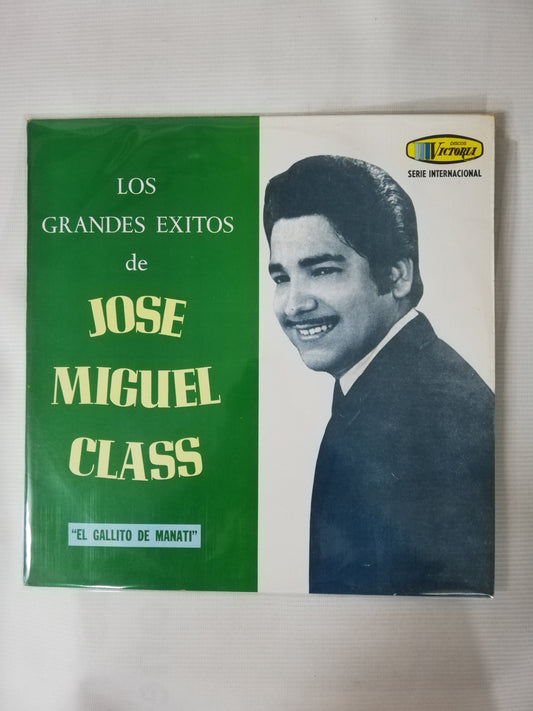 LOS
GRANDES EXITOS
de
JOSE
MIGUEL
CLASS
"EL GALLITO DE MANATI"
DISCOS
VICTORIA
SERIE INTERNACIONAL